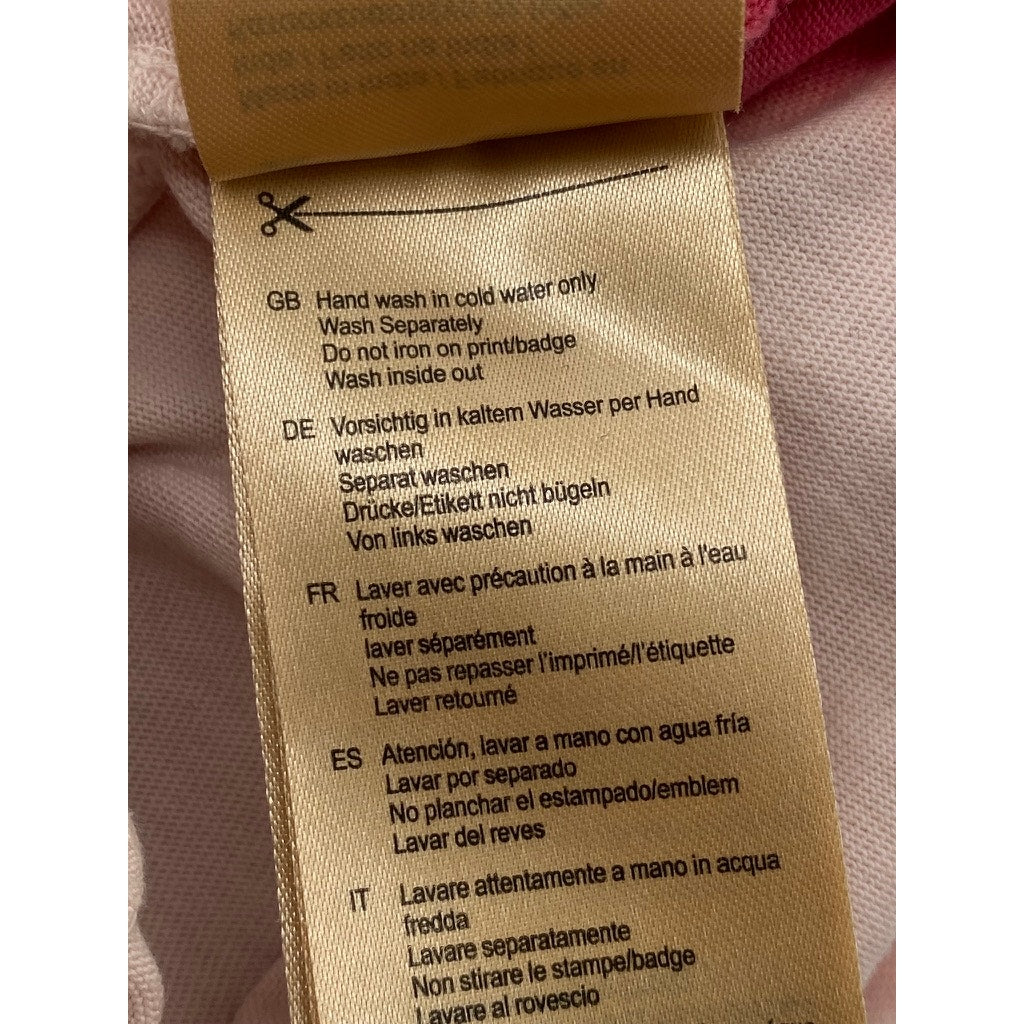 GB Hand wash in cold water only
Wash Separately
Do not iron on print/badge
Wash inside out
DE Vorsichtig in kaltem Wasser per Hand
waschen
Separat waschen
Drücke/Etikett nicht bügeln
Von links waschen
FR Laver avec précaution à la main à l'eau
froide
laver séparément
Ne pas repasser l'imprimé/l'étiquette
Laver retourné
ES Atención, lavar a mano con agua fría
Lavar por separado
No planchar el estampado/emblem
Lavar del reves
IT Lavare attentamente a mano in acqua
fredda
Lavare separatamente
Non stirare le stampe/badge
Lavare al rovescio